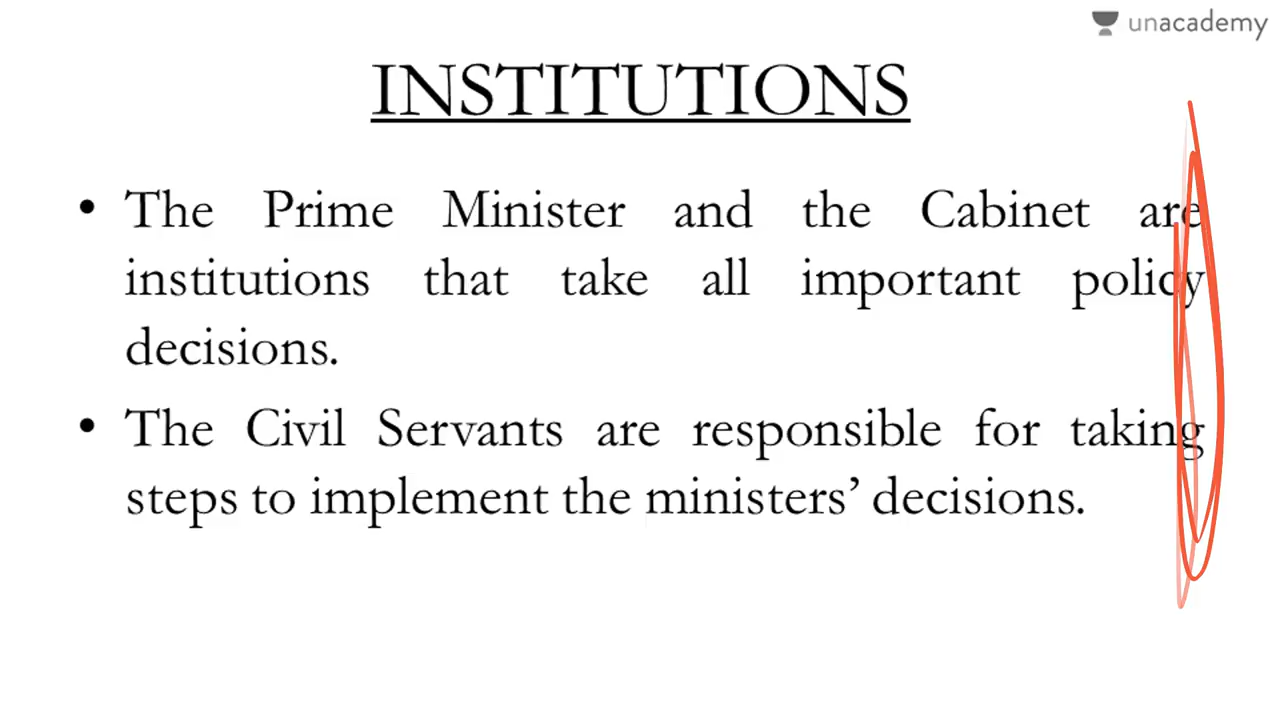 unacademy
INSTITUTIONS
• The Prime Minister and the Cabinet are
institutions that take all important policy
decisions.
• The Civil Servants are responsible for taking
steps to implement the ministers’ decisions.